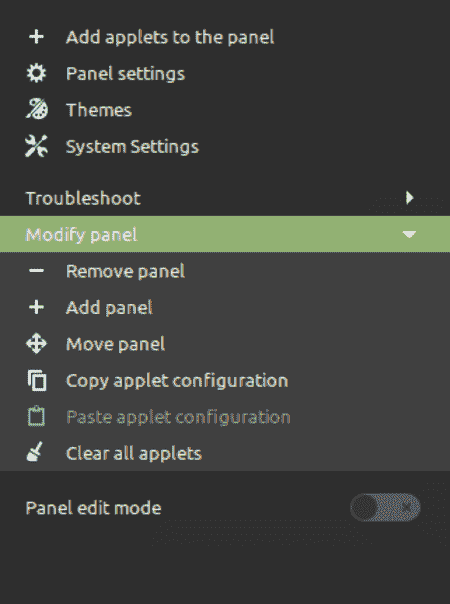 Add applets to the panel
Panel settings
Themes
System Settings
Troubleshoot
Modify panel
Remove panel
Add panel
Move panel
Copy applet configuration
Paste applet configuration
Clear all applets
Panel edit mode